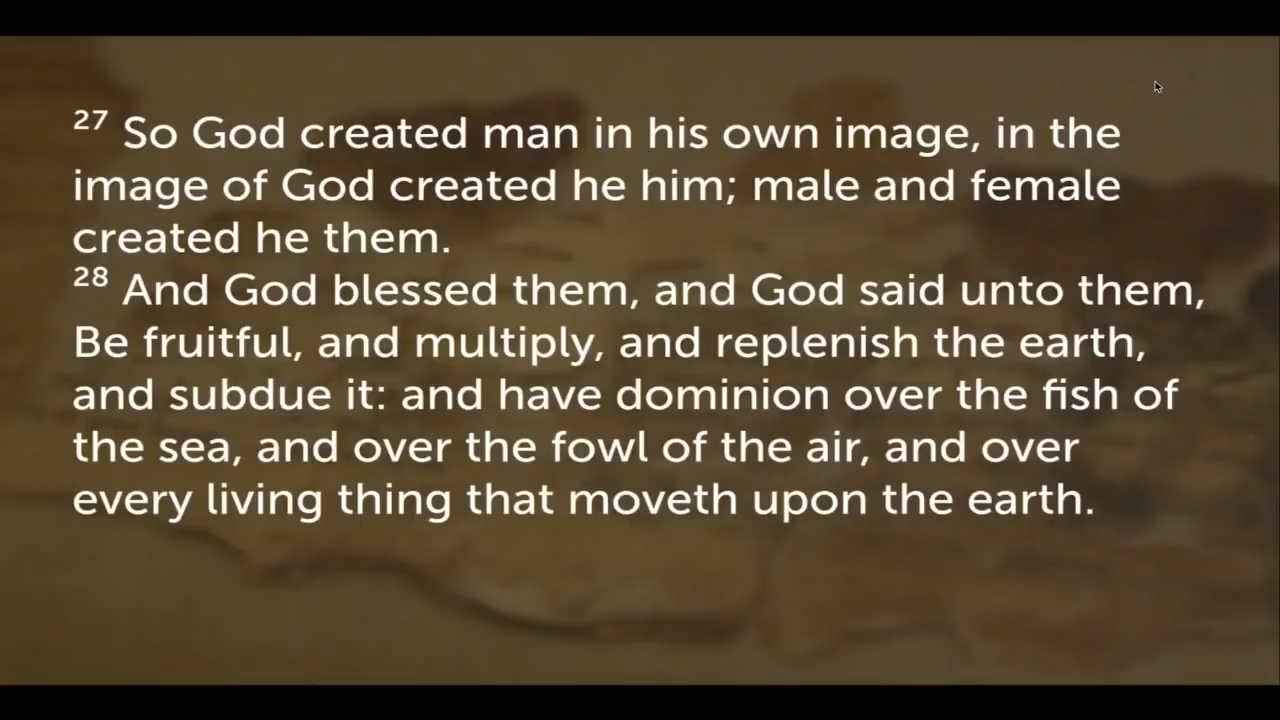 27 So God created man in his own image, in the
image of God created he him; male and female
created he them.
28 And God blessed them, and God said unto them,
Be fruitful, and multiply, and replenish the earth,
and subdue it: and have dominion over the fish of
the sea, and over the fowl of the air, and over
every living thing that moveth upon the earth.